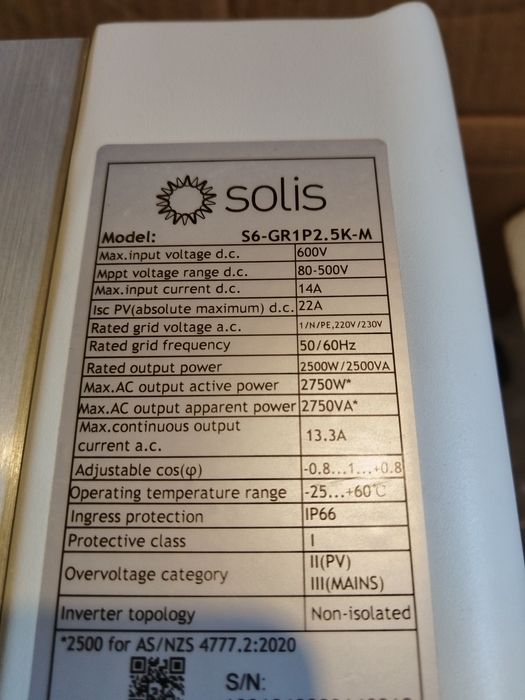 solis
Model: S6-GR1P2.5K-M
Max.input voltage d.c. 600V
Mppt voltage range d.c. 80-500V
Max.input current d.c. 14A
Isc PV(absolute maximum) d.c. 22A
Rated grid voltage a.c. 1/N/PE,220V/230V
Rated grid frequency 50/60Hz
Rated output power 2500W/2500VA
Max.AC output active power 2750W*
Max.AC output apparent power 2750VA*
Max.continuous output
current a.c. 13.3A
Adjustable cos(φ) -0.8...1...+0.8
Operating temperature range -25...+60℃
Ingress protection IP66
Protective class I
Overvoltage category II(PV)
III(MAINS)
Inverter topology Non-isolated
*2500 for AS/NZS 4777.2:2020
S/N: